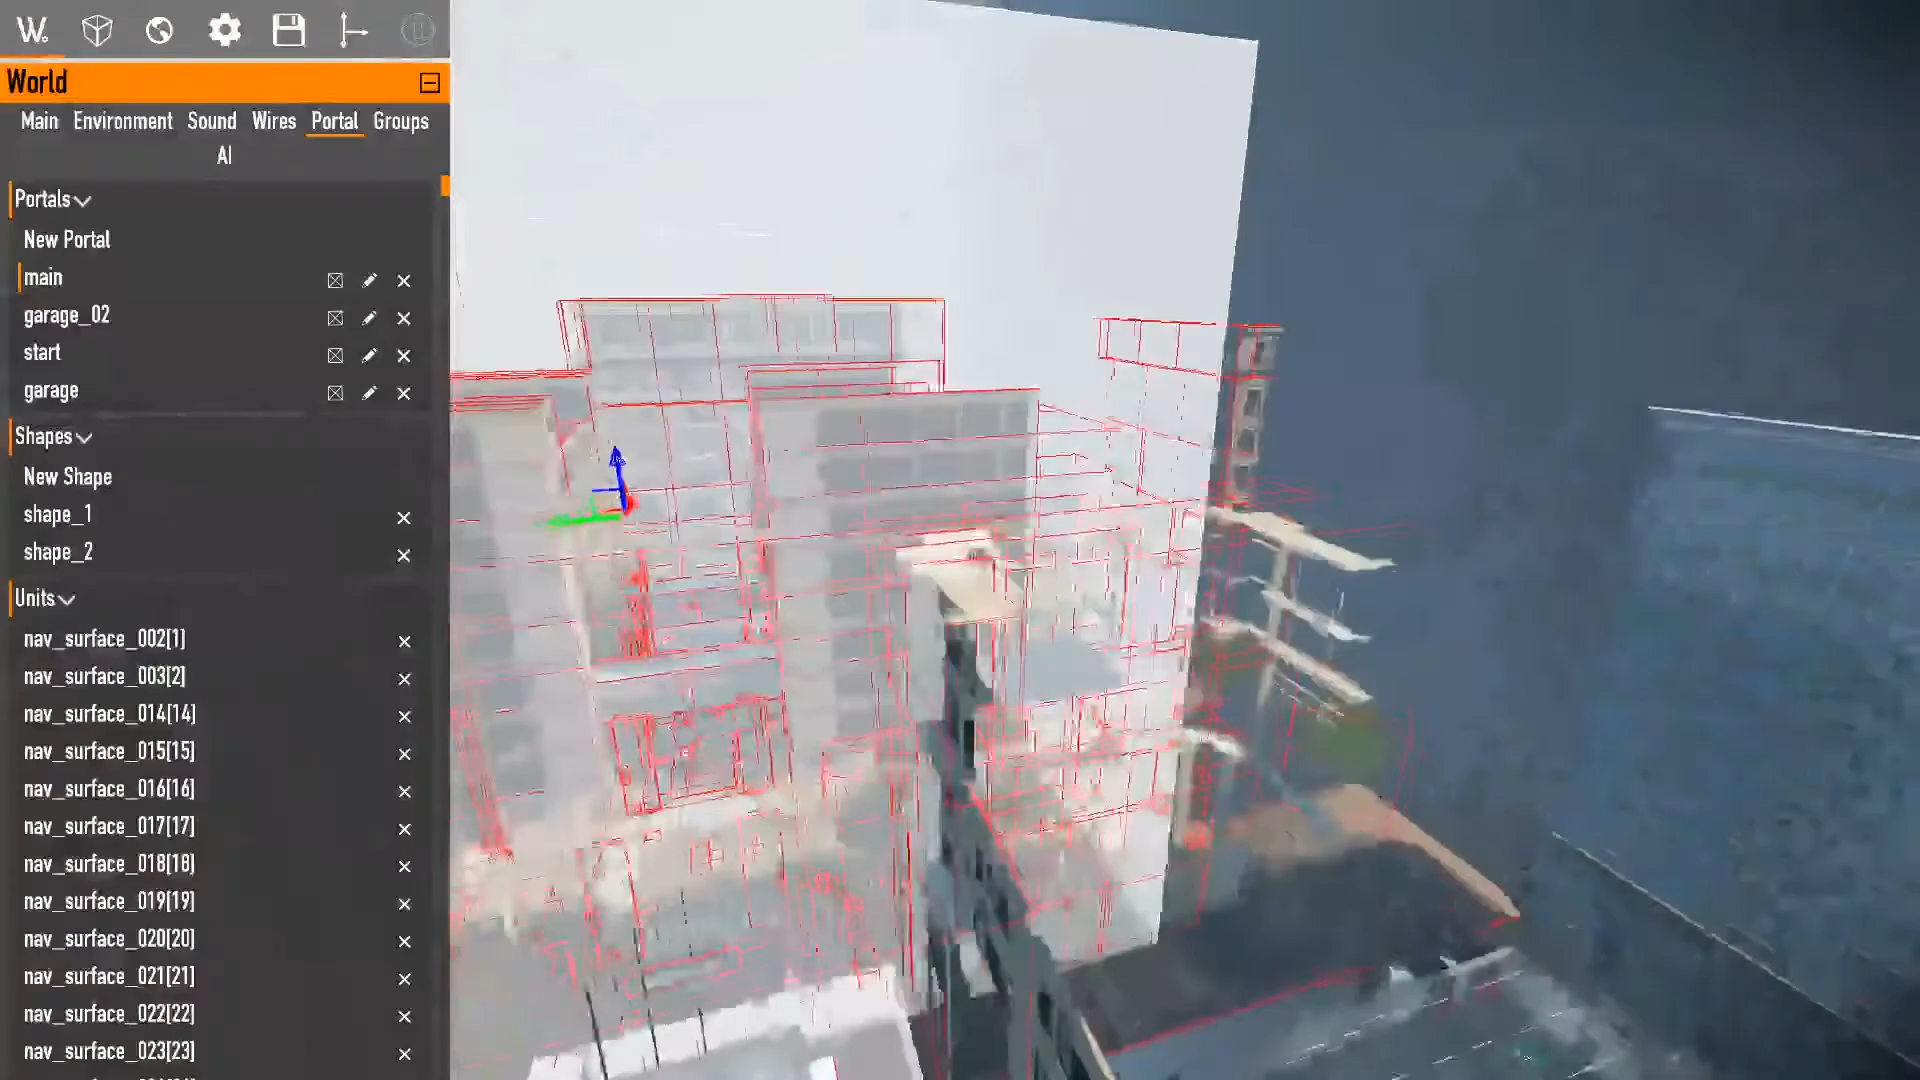 W.
World
Main Environment Sound Wires Portal Groups
AI
Portals
New Portal
main
garage_02
start
garage
Shapes
New Shape
shape_1
shape_2
Units
nav_surface_002[1]
nav_surface_003[2]
nav_surface_014[14]
nav_surface_015[15]
nav_surface_016[16]
nav_surface_017[17]
nav_surface_018[18]
nav_surface_019[19]
nav_surface_020[20]
nav_surface_021[21]
nav_surface_022[22]
nav_surface_023[23]